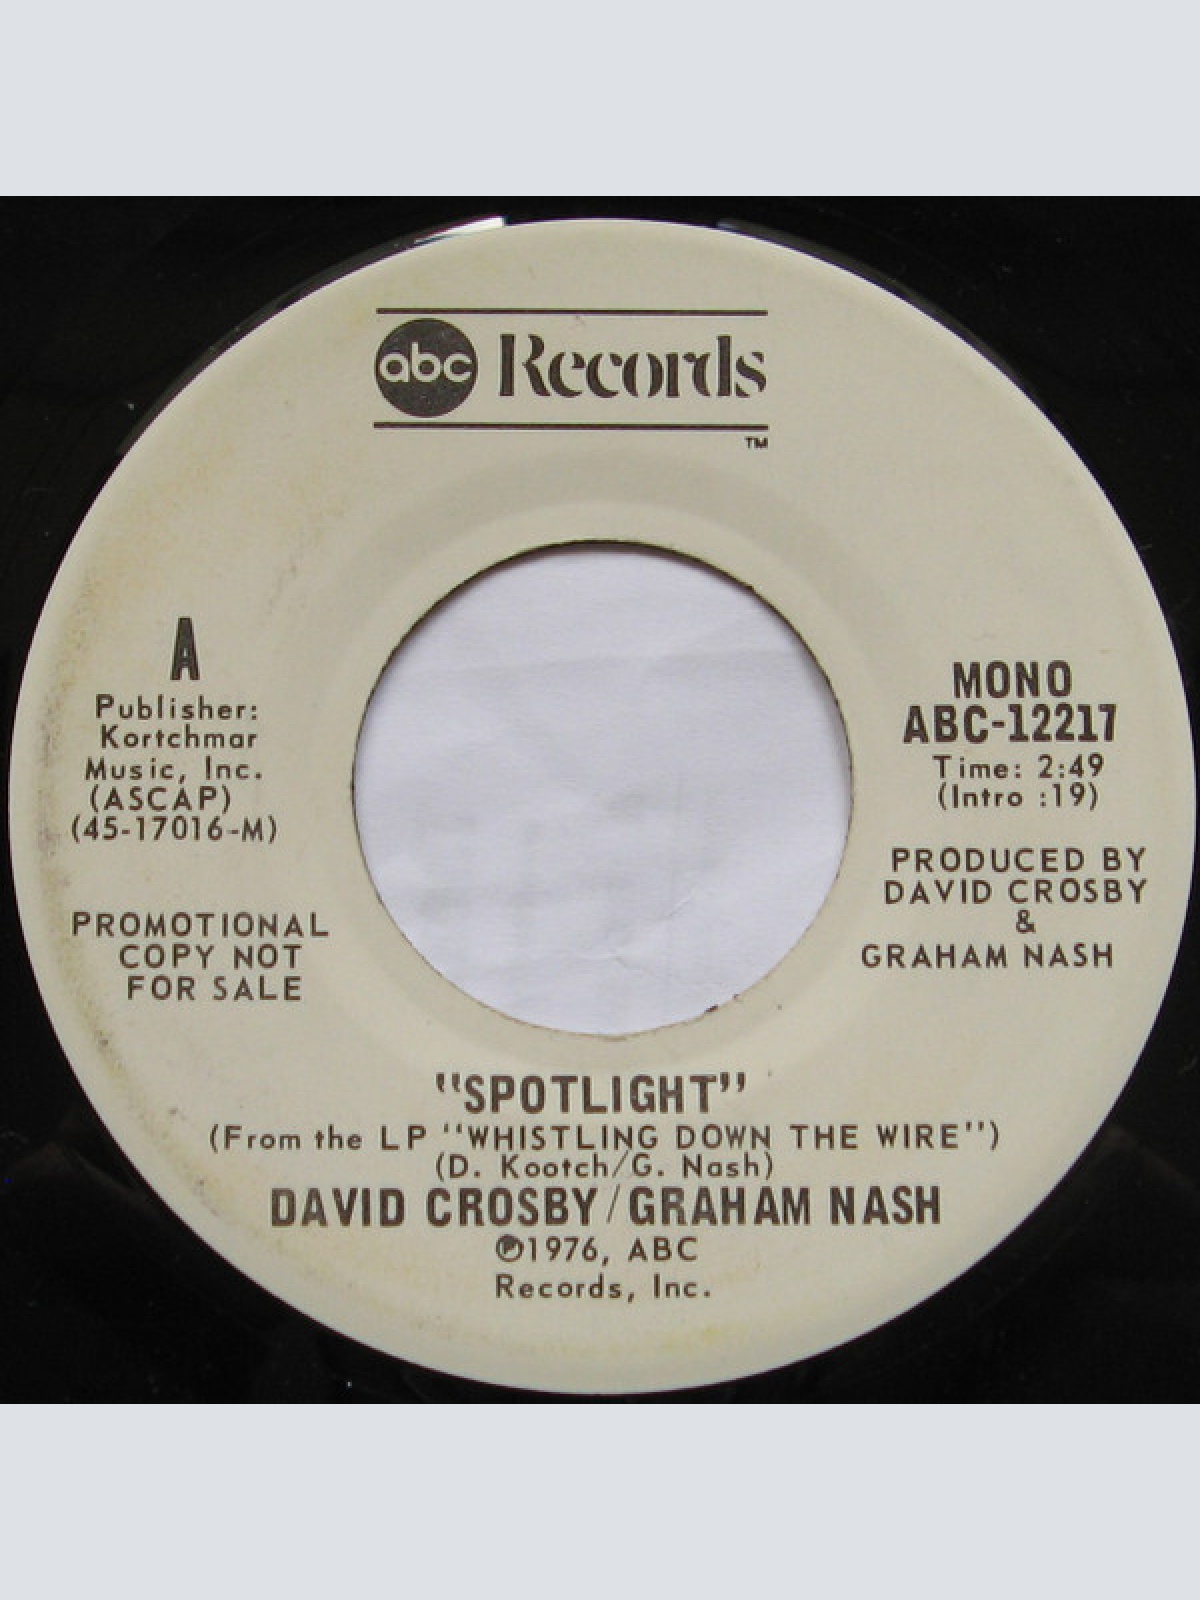 abc Records
TM
A
Publisher:
Kortchmar
Music, Inc.
(ASCAP)
(45-17016-M)
PROMOTIONAL
COPY NOT
FOR SALE
MONO
ABC-12217
Time: 2:49
(Intro :19)
PRODUCED BY
DAVID CROSBY
&
GRAHAM NASH
"SPOTLIGHT"
(From the LP "WHISTLING DOWN THE WIRE")
(D. Kootch/G. Nash)
DAVID CROSBY/GRAHAM NASH
℗1976, ABC
Records, Inc.